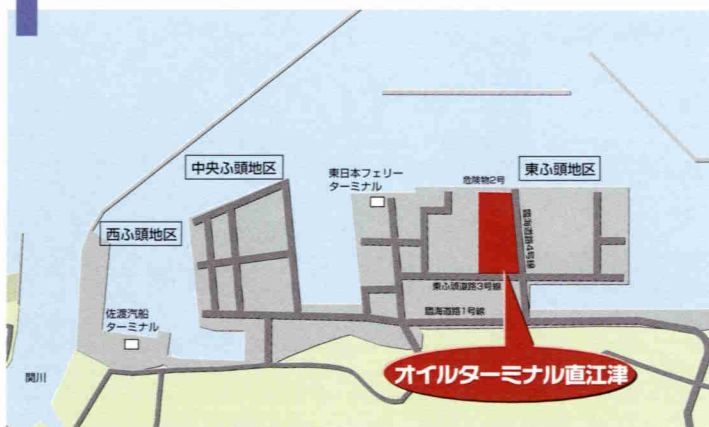 中央ふ頭地区
東日本フェリー
ターミナル
危険物2号
東ふ頭地区
西ふ頭地区
臨海道路4号線
東ふ頭道路3号線
臨海道路1号線
佐渡汽船
ターミナル
関川
オイルターミナル直江津